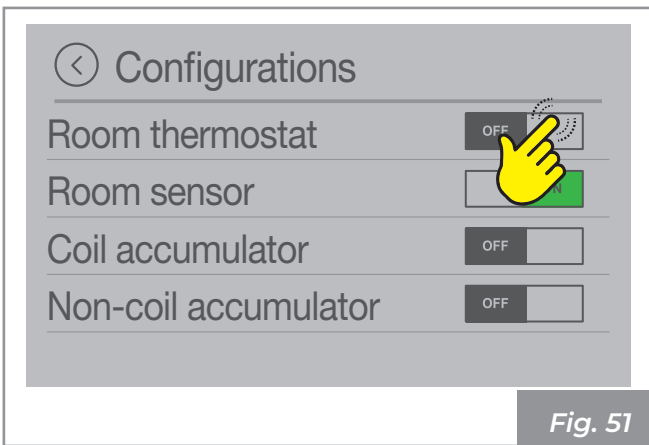 Configurations
Room thermostat OFF
Room sensor
Coil accumulator OFF
Non-coil accumulator OFF
Fig. 51